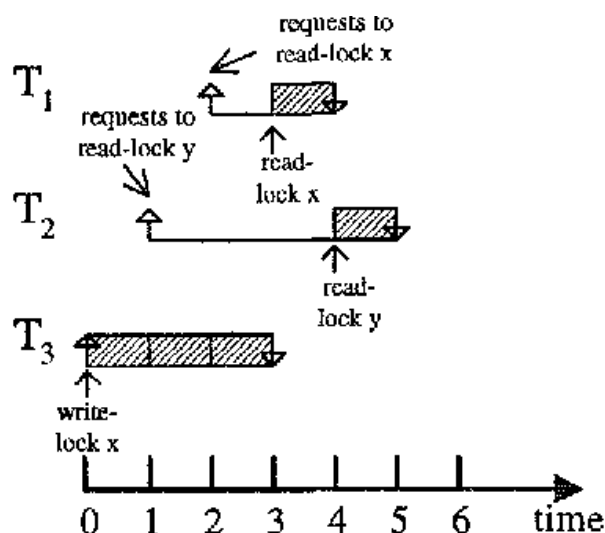 requests to
read-lock x
T1
requests to
read-lock y
read-
lock x
T2
read-
lock y
T3
write-
lock x
0 1 2 3 4 5 6 time